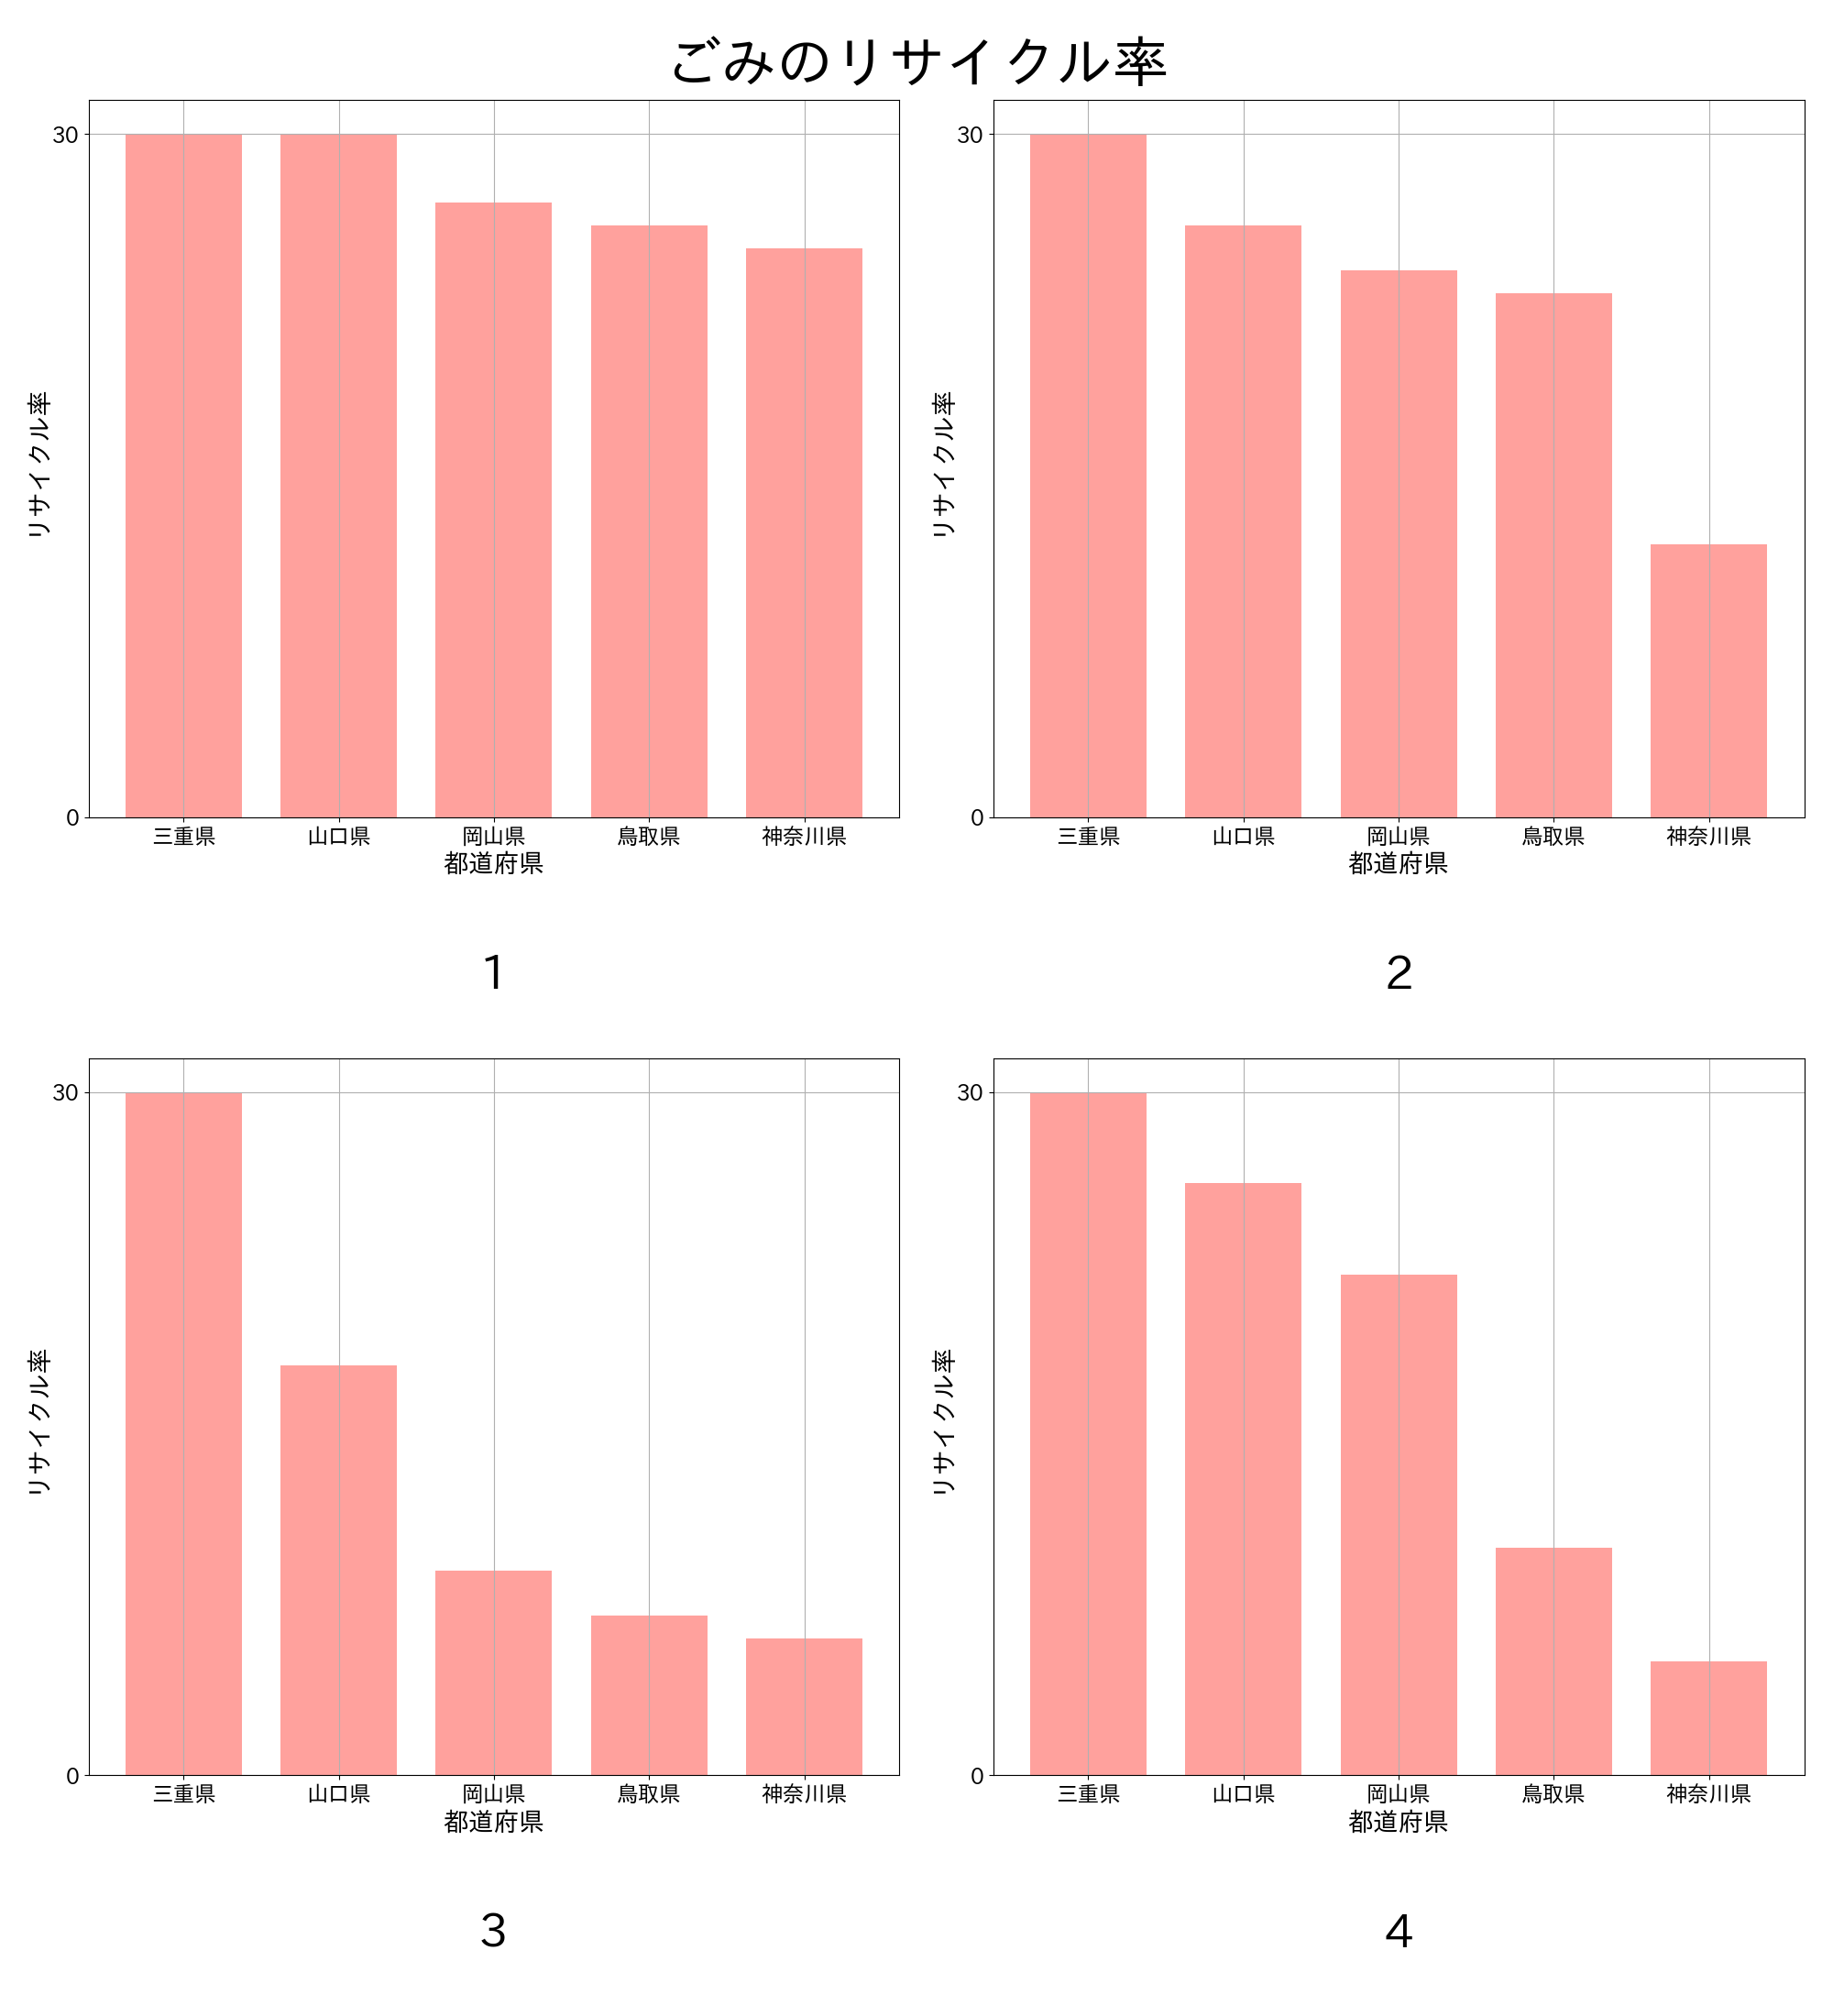 ごみのリサイクル率
30
0
リサイクル率
三重県 山口県 岡山県 鳥取県 神奈川県
都道府県
1
30
0
リサイクル率
三重県 山口県 岡山県 鳥取県 神奈川県
都道府県
2
30
0
リサイクル率
三重県 山口県 岡山県 鳥取県 神奈川県
都道府県
3
30
0
リサイクル率
三重県 山口県 岡山県 鳥取県 神奈川県
都道府県
4